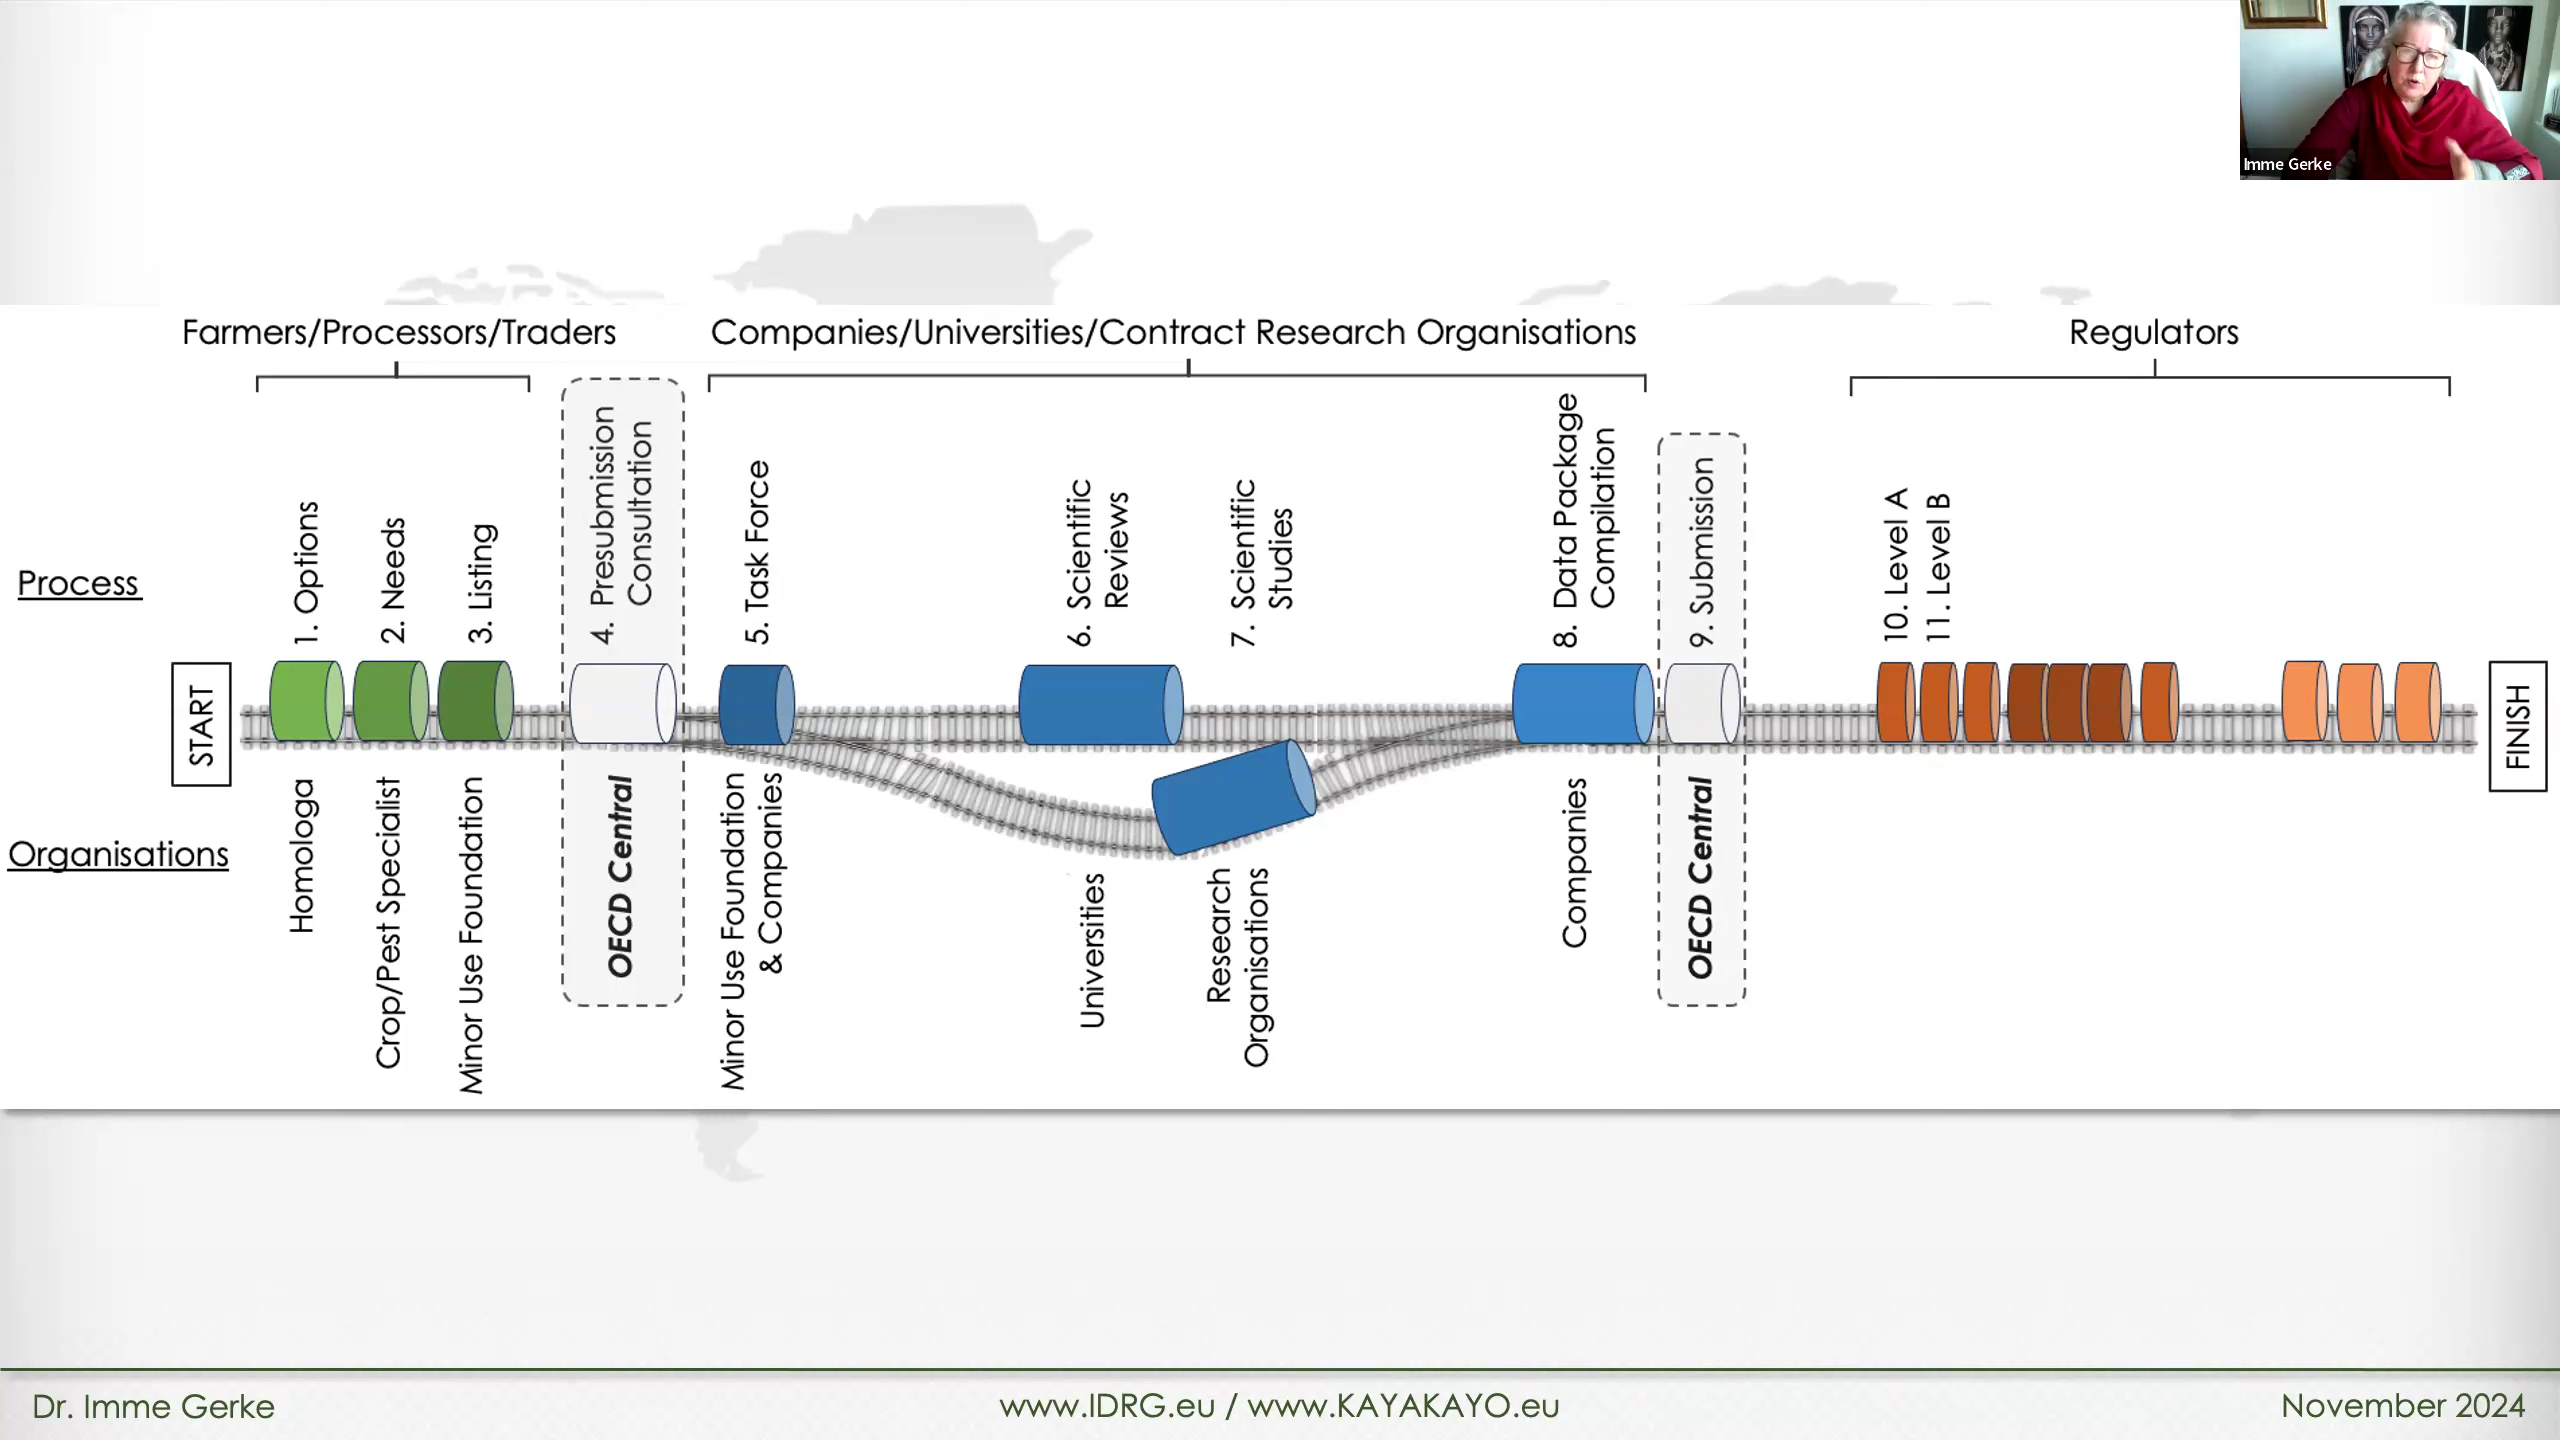 Imme Gerke
Farmers/Processors/Traders
Companies/Universities/Contract Research Organisations
Regulators
Process
1. Options
2. Needs
3. Listing
4. Presubmission
Consultation
5. Task Force
6. Scientific
Reviews
7. Scientific
Studies
8. Data Package
Compilation
9. Submission
10. Level A
11. Level B
START
FINISH
Organisations
Homologa
Crop/Pest Specialist
Minor Use Foundation
OECD Central
Minor Use Foundation
& Companies
Universities
Research
Organisations
Companies
OECD Central
Dr. Imme Gerke
www.IDRG.eu / www.KAYAKAYO.eu
November 2024